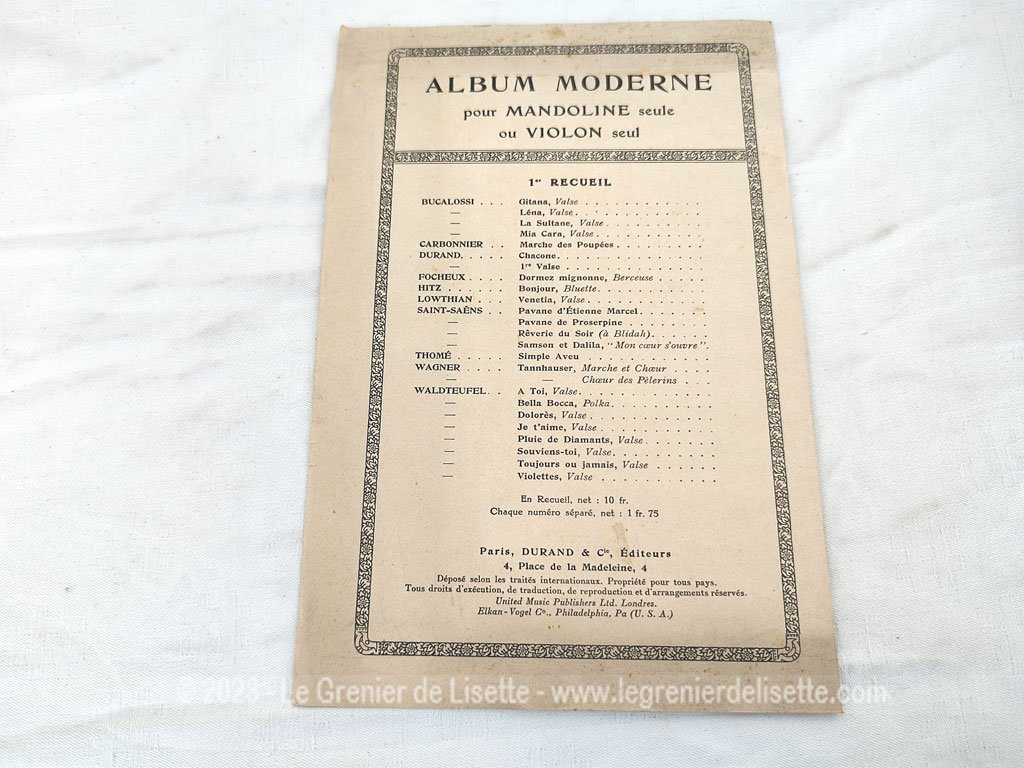 ALBUM MODERNE
pour MANDOLINE seule
ou VIOLON seul
1er RECUEIL
BUCALOSSI . . . Gitana, Valse . . . . . . . . . . .
— Léna, Valse . . . . . . . . . . .
— La Sultane, Valse . . . . . . . . .
— Mia Cara, Valse . . . . . . . . . .
CARBONNIER . . Marche des Poupées . . . . . . . . .
DURAND. . . . . Chacone. . . . . . . . . . . . . .
— 1re Valse . . . . . . . . . . . . .
FOCHEUX . . . . Dormez mignonne, Berceuse . . . . .
HITZ . . . . . . Bonjour, Bluette. . . . . . . . . . .
LOWTHIAN . . . Venetia, Valse. . . . . . . . . . . .
SAINT-SAËNS . . Pavane d'Étienne Marcel. . . . . . .
— Pavane de Proserpine . . . . . . . .
— Rêverie du Soir (à Blidah). . . . . .
— Samson et Dalila, "Mon cœur s'ouvre".
THOMÉ . . . . . Simple Aveu . . . . . . . . . . . .
WAGNER . . . . Tannhauser, Marche et Chœur . . . .
— — Chœur des Pèlerins . . .
WALDTEUFEL. . A Toi, Valse. . . . . . . . . . . . .
— Bella Bocca, Polka. . . . . . . . . .
— Dolorès, Valse . . . . . . . . . . .
— Je t'aime, Valse . . . . . . . . . .
— Pluie de Diamants, Valse . . . . . .
— Souviens-toi, Valse. . . . . . . . .
— Toujours ou jamais, Valse . . . . . .
— Violettes, Valse . . . . . . . . . .
En Recueil, net : 10 fr.
Chaque numéro séparé, net : 1 fr. 75
Paris, DURAND & Cie, Éditeurs
4, Place de la Madeleine, 4
Déposé selon les traités internationaux. Propriété pour tous pays.
Tous droits d'exécution, de traduction, de reproduction et d'arrangements réservés.
United Music Publishers Ltd. Londres.
Elkan-Vogel Co., Philadelphia, Pa (U. S. A.)
© 2023 - Le Grenier de Lisette - www.legrenierdelisette.com